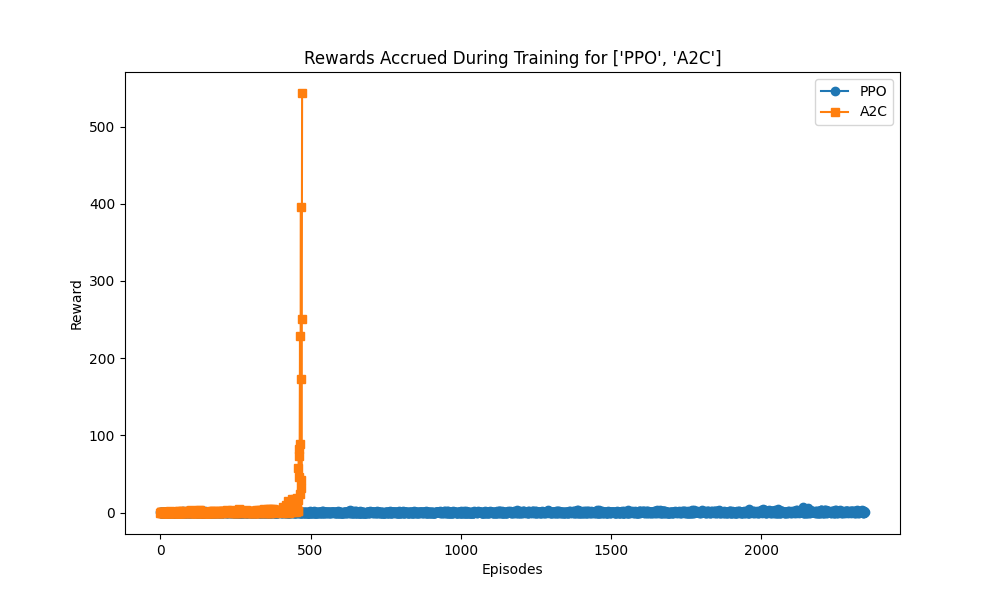 Rewards Accrued During Training for ['PPO', 'A2C']
PPO
A2C
500
400
300
200
100
0
Reward
0 500 1000 1500 2000
Episodes